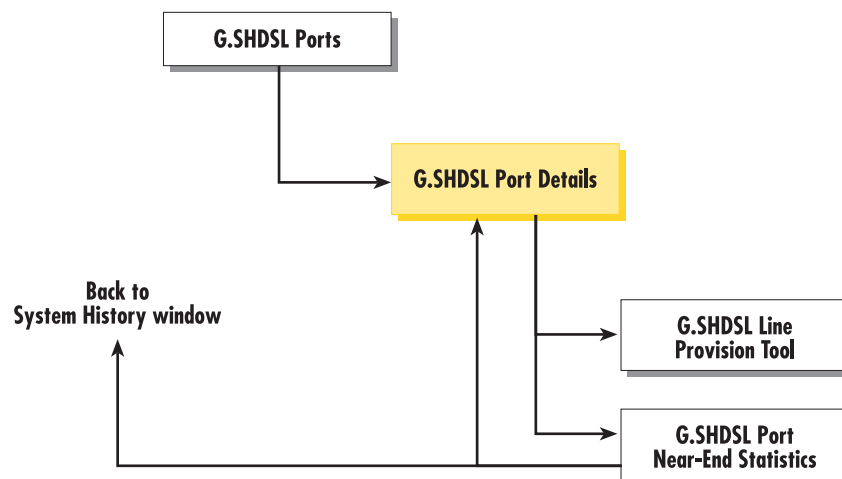 G.SHDSL Ports
G.SHDSL Port Details
Back to
System History window
G.SHDSL Line
Provision Tool
G.SHDSL Port
Near-End Statistics